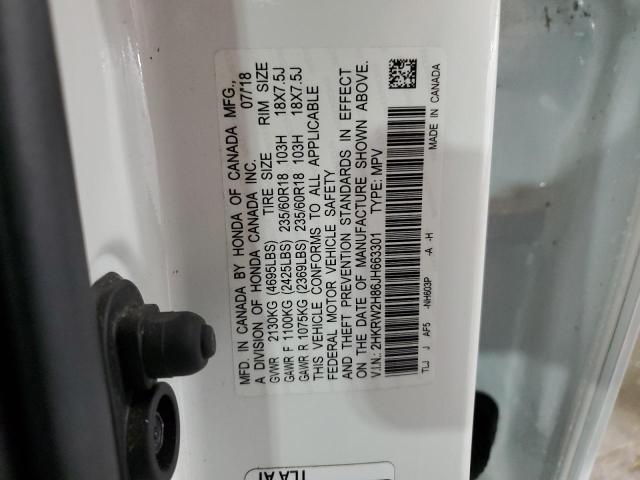 MFD. IN CANADA BY HONDA OF CANADA MFG.,
A DIVISION OF HONDA CANADA INC. 07/18
GVWR 2130KG (4695LBS) TIRE SIZE RIM SIZE
GAWR F 1100KG (2425LBS) 235/60R18 103H 18X7.5J
GAWR R 1075KG (2369LBS) 235/60R18 103H 18X7.5J
THIS VEHICLE CONFORMS TO ALL APPLICABLE
FEDERAL MOTOR VEHICLE SAFETY
AND THEFT PREVENTION STANDARDS IN EFFECT
ON THE DATE OF MANUFACTURE SHOWN ABOVE.
V.I.N: 2HKRW2H86JH663301 TYPE: MPV
TLJ J AF5 -NH603P -A -H MADE IN CANADA